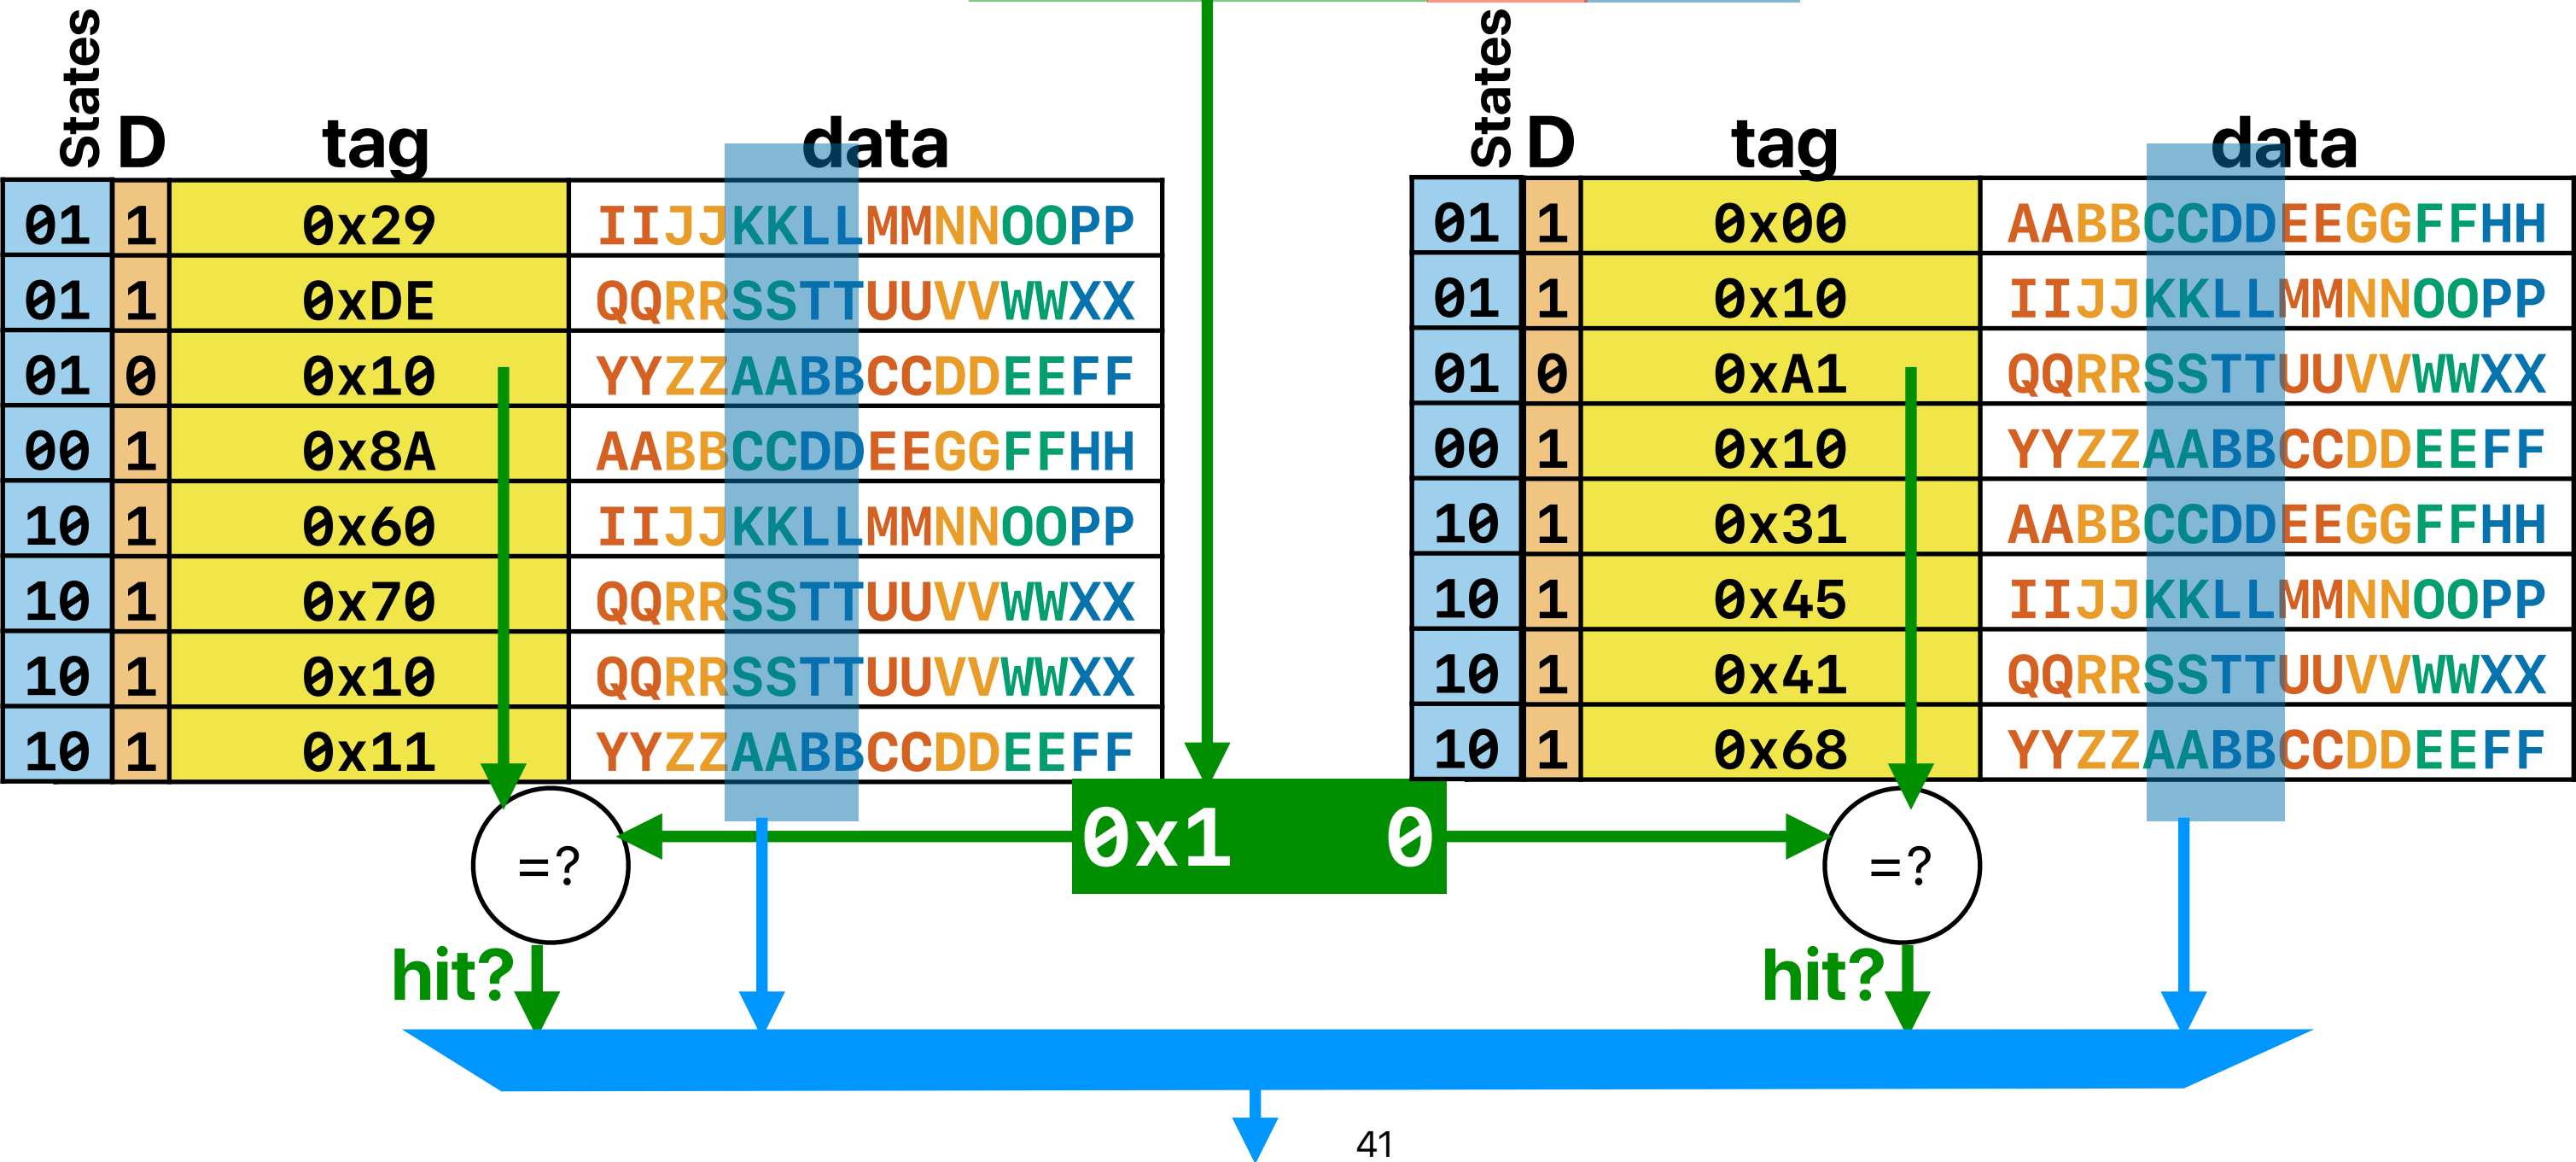 States D tag data
01 1 0x29 IIJJKKLLMMNNOOPP
01 1 0xDE QQRRSSTTUUVVWWXX
01 0 0x10 YYZZAABBCCDDEEFF
00 1 0x8A AABBCCDDEEGGFFHH
10 1 0x60 IIJJKKLLMMNNOOPP
10 1 0x70 QQRRSSTTUUVVWWXX
10 1 0x10 QQRRSSTTUUVVWWXX
10 1 0x11 YYZZAABBCCDDEEFF
States D tag data
01 1 0x00 AABBCCDDEEGGFFHH
01 1 0x10 IIJJKKLLMMNNOOPP
01 0 0xA1 QQRRSSTTUUVVWWXX
00 1 0x10 YYZZAABBCCDDEEFF
10 1 0x31 AABBCCDDEEGGFFHH
10 1 0x45 IIJJKKLLMMNNOOPP
10 1 0x41 QQRRSSTTUUVVWWXX
10 1 0x68 YYZZAABBCCDDEEFF
=? 0x1 0 =?
hit? hit?
41